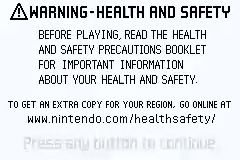 ⚠WARNING-HEALTH AND SAFETY
BEFORE PLAYING, READ THE HEALTH
AND SAFETY PRECAUTIONS BOOKLET
FOR IMPORTANT INFORMATION
ABOUT YOUR HEALTH AND SAFETY.
TO GET AN EXTRA COPY FOR YOUR REGION, GO ONLINE AT
www.nintendo.com/healthsafety/
Press any button to continue